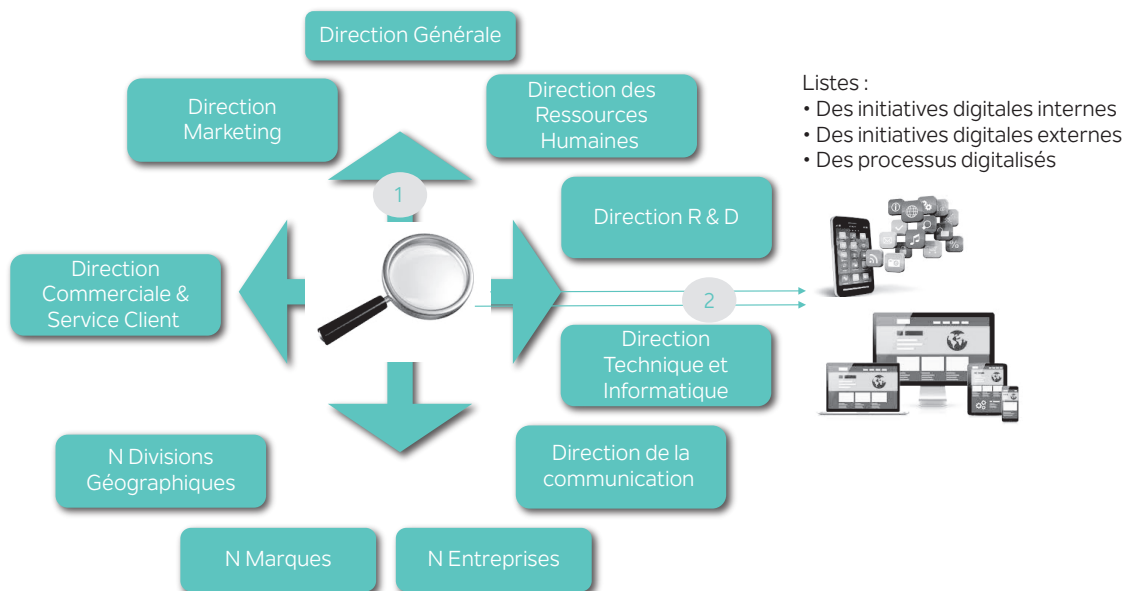 Direction Générale
Direction
Marketing
Direction des
Ressources
Humaines
Listes :
• Des initiatives digitales internes
• Des initiatives digitales externes
• Des processus digitalisés
1
Direction R & D
Direction
Commerciale &
Service Client
2
Direction
Technique et
Informatique
N Divisions
Géographiques
Direction de la
communication
N Marques
N Entreprises